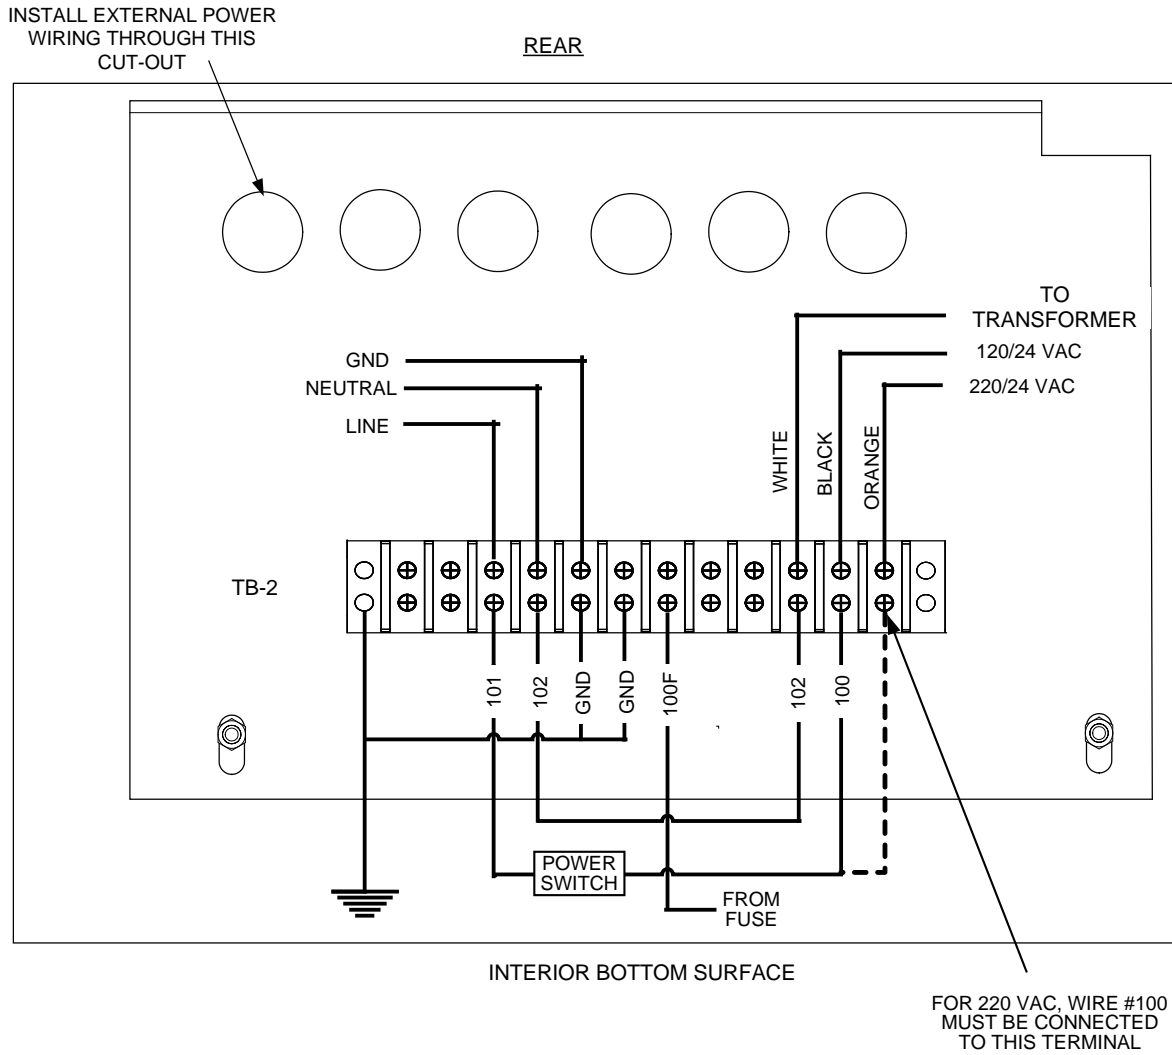 INSTALL EXTERNAL POWER
WIRING THROUGH THIS
CUT-OUT
REAR
TO
TRANSFORMER
120/24 VAC
220/24 VAC
GND
NEUTRAL
LINE
WHITE
BLACK
ORANGE
TB-2
101
102
GND
GND
100F
102
100
POWER
SWITCH
FROM
FUSE
INTERIOR BOTTOM SURFACE
FOR 220 VAC, WIRE #100
MUST BE CONNECTED
TO THIS TERMINAL